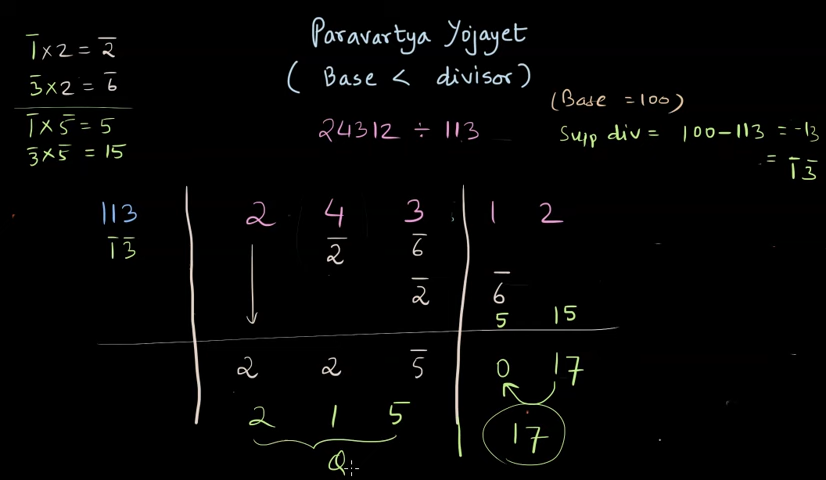 Paravartya Yojayet
( Base < divisor)
1̅ x 2 = 2̅
3̅ x 2 = 6̅
1̅ x 5̅ = 5
3̅ x 5̅ = 15
24312 ÷ 113
(Base = 100)
Supp div = 100 - 113 = -13
= 1̅ 3̅
113 2 4 3 1 2
1̅ 3̅ 2̅ 6̅
2̅ 6̅
5 15
2 2 5̅ 0 17
2 1 5 17
Q